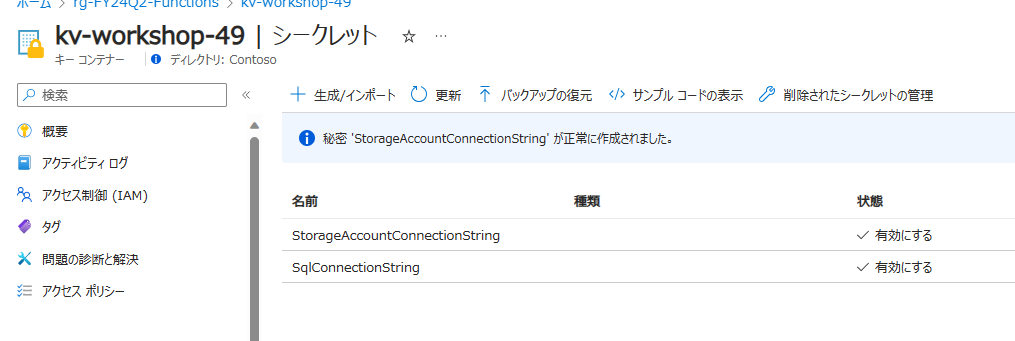 ホーム > rg-FY24Q2-Functions > kv-workshop-49
kv-workshop-49 | シークレット ☆ …
キー コンテナー ディレクトリ: Contoso
検索 «
＋ 生成/インポート 更新 バックアップの復元 </> サンプル コードの表示 削除されたシークレットの管理
概要
アクティビティ ログ
アクセス制御 (IAM)
タグ
問題の診断と解決
アクセス ポリシー
秘密 'StorageAccountConnectionString' が正常に作成されました。
名前 種類 状態
StorageAccountConnectionString ✓ 有効にする
SqlConnectionString ✓ 有効にする